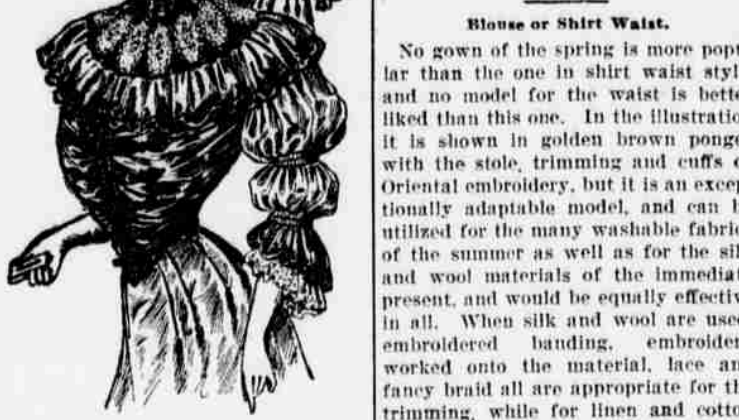 Blouse or Shirt Waist.
No gown of the spring is more popu
lar than the one in shirt waist styl
and no model for the waist is bette
liked than this one. In the illustratio
it is shown in golden brown ponge
with the stole, trimming and cuffs o
Oriental embroidery, but it is an excep
tionally adaptable model, and can b
utilized for the many washable fabric
of the summer as well as for the sil
and wool materials of the immediat
present, and would be equally effectiv
in all. When silk and wool are use
embroidered banding, embroider
worked onto the material, lace an
fancy braid all are appropriate for th
trimming, while for linen and cotto